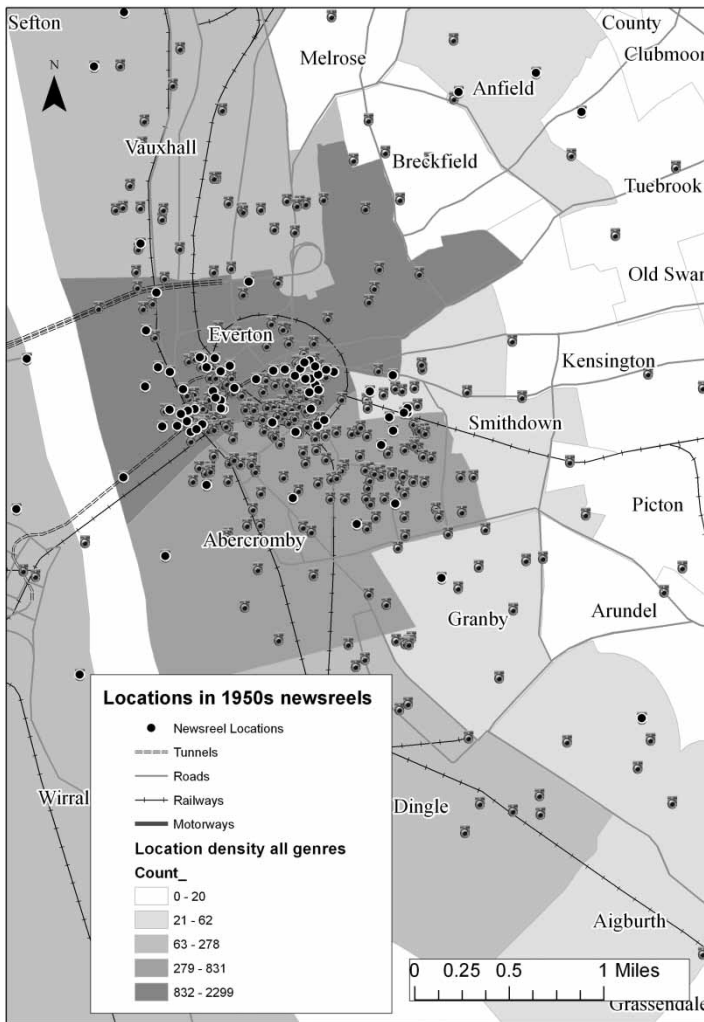 Sefton
County
Melrose
Clubmoor
N
Anfield
Vauxhall
Breckfield
Tuebrook
Old Swan
Everton
Kensington
Smithdown
Picton
Abercromby
Granby
Arundel
Locations in 1950s newsreels
Newsreel Locations
Tunnels
Roads
Railways
Motorways
Wirral
Dingle
Location density all genres
Count_
0 - 20
21 - 62
63 - 278
279 - 831
832 - 2299
Aigburth
0 0.25 0.5 1 Miles
Grassendale